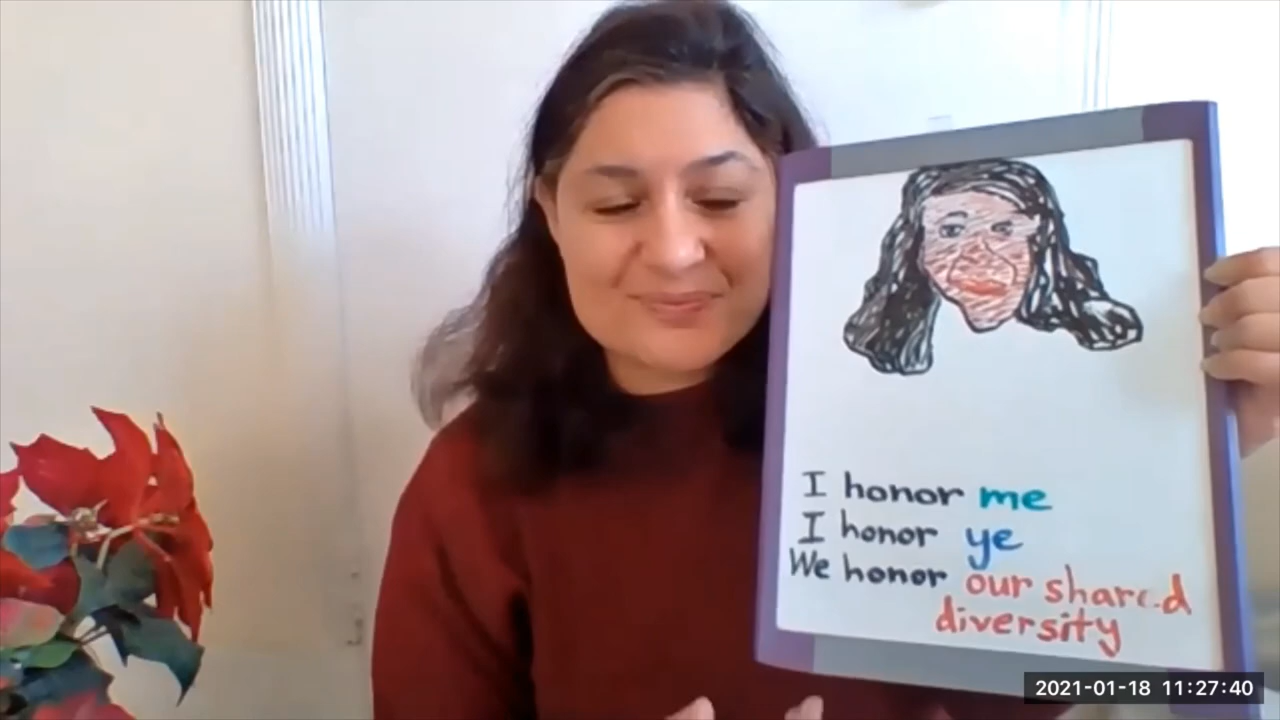 I honor me
I honor ye
We honor our shared
diversity
2021-01-18 11:27:40